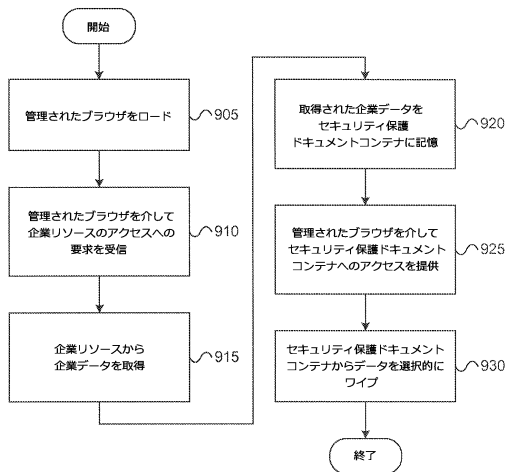 開始
管理されたブラウザをロード
905
管理されたブラウザを介して
企業リソースのアクセスへの
要求を受信
910
企業リソースから
企業データを取得
915
取得された企業データを
セキュリティ保護
ドキュメントコンテナに記憶
920
管理されたブラウザを介して
セキュリティ保護ドキュメント
コンテナへのアクセスを提供
925
セキュリティ保護ドキュメント
コンテナからデータを選択的に
ワイプ
930
終了